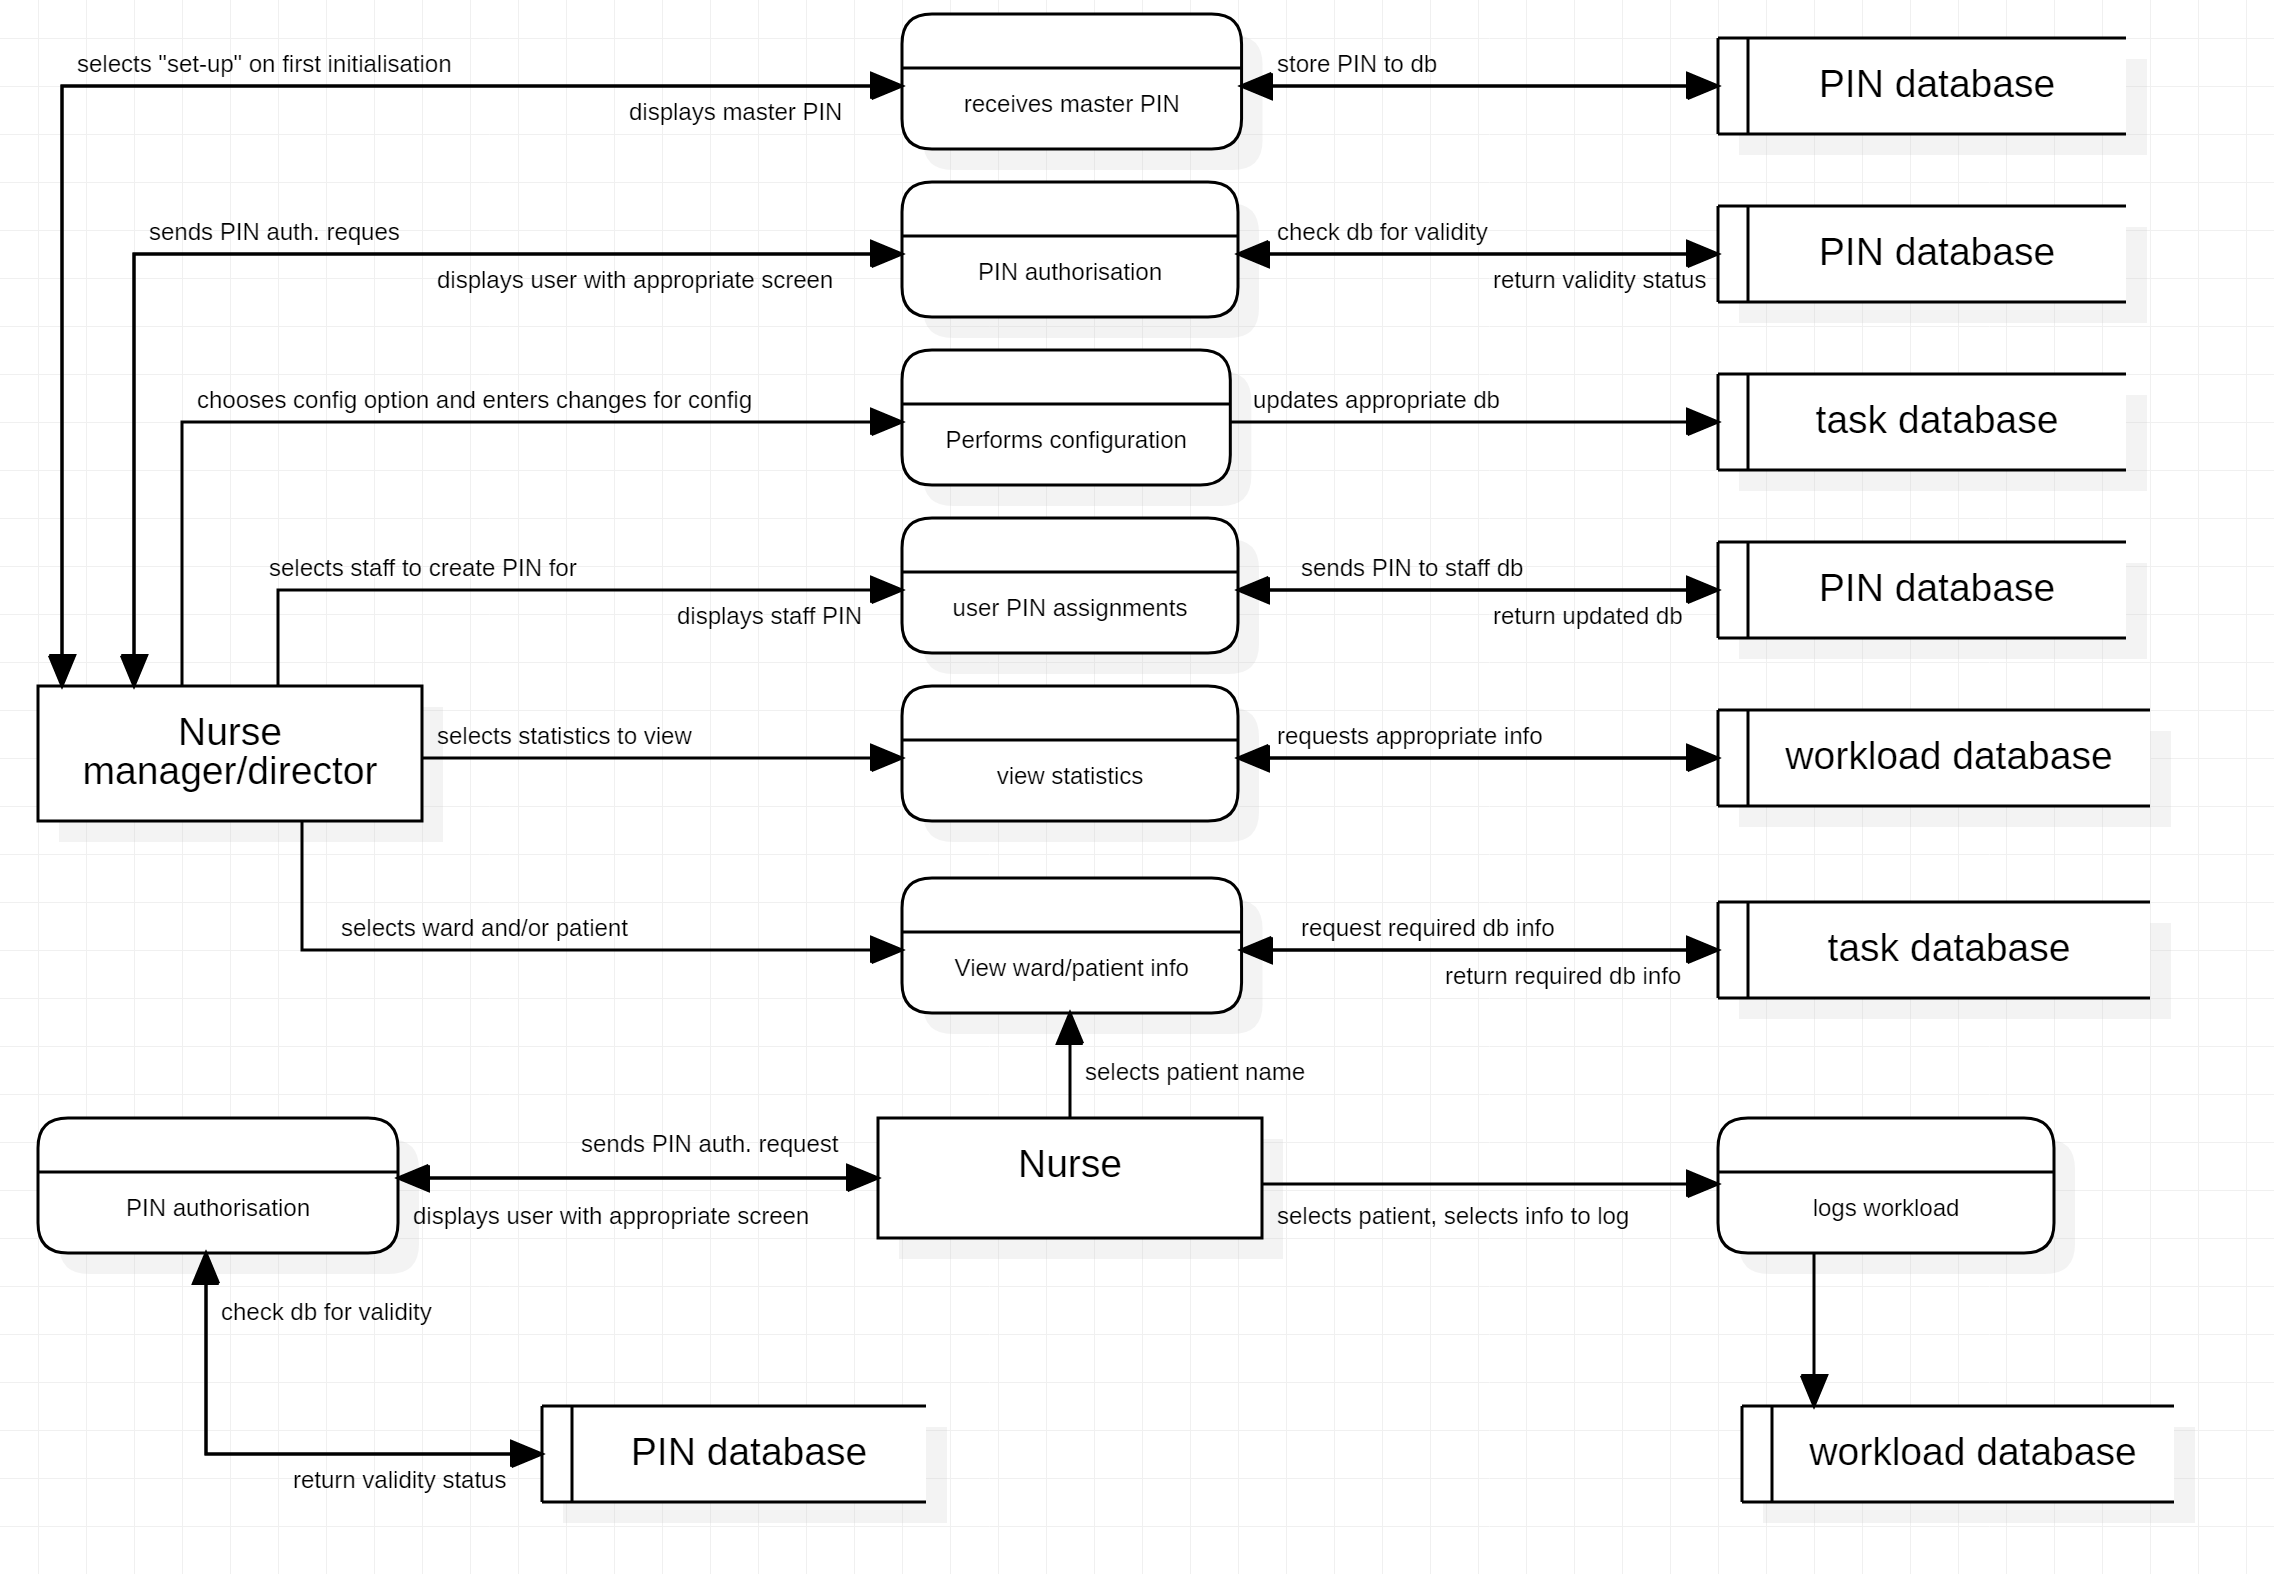 selects "set-up" on first initialisation
displays master PIN
receives master PIN
store PIN to db
PIN database
sends PIN auth. reques
displays user with appropriate screen
PIN authorisation
check db for validity
return validity status
PIN database
chooses config option and enters changes for config
Performs configuration
updates appropriate db
task database
selects staff to create PIN for
displays staff PIN
user PIN assignments
sends PIN to staff db
return updated db
PIN database
Nurse
manager/director
selects statistics to view
view statistics
requests appropriate info
workload database
selects ward and/or patient
View ward/patient info
request required db info
return required db info
task database
selects patient name
PIN authorisation
sends PIN auth. request
displays user with appropriate screen
Nurse
selects patient, selects info to log
logs workload
check db for validity
return validity status
PIN database
workload database